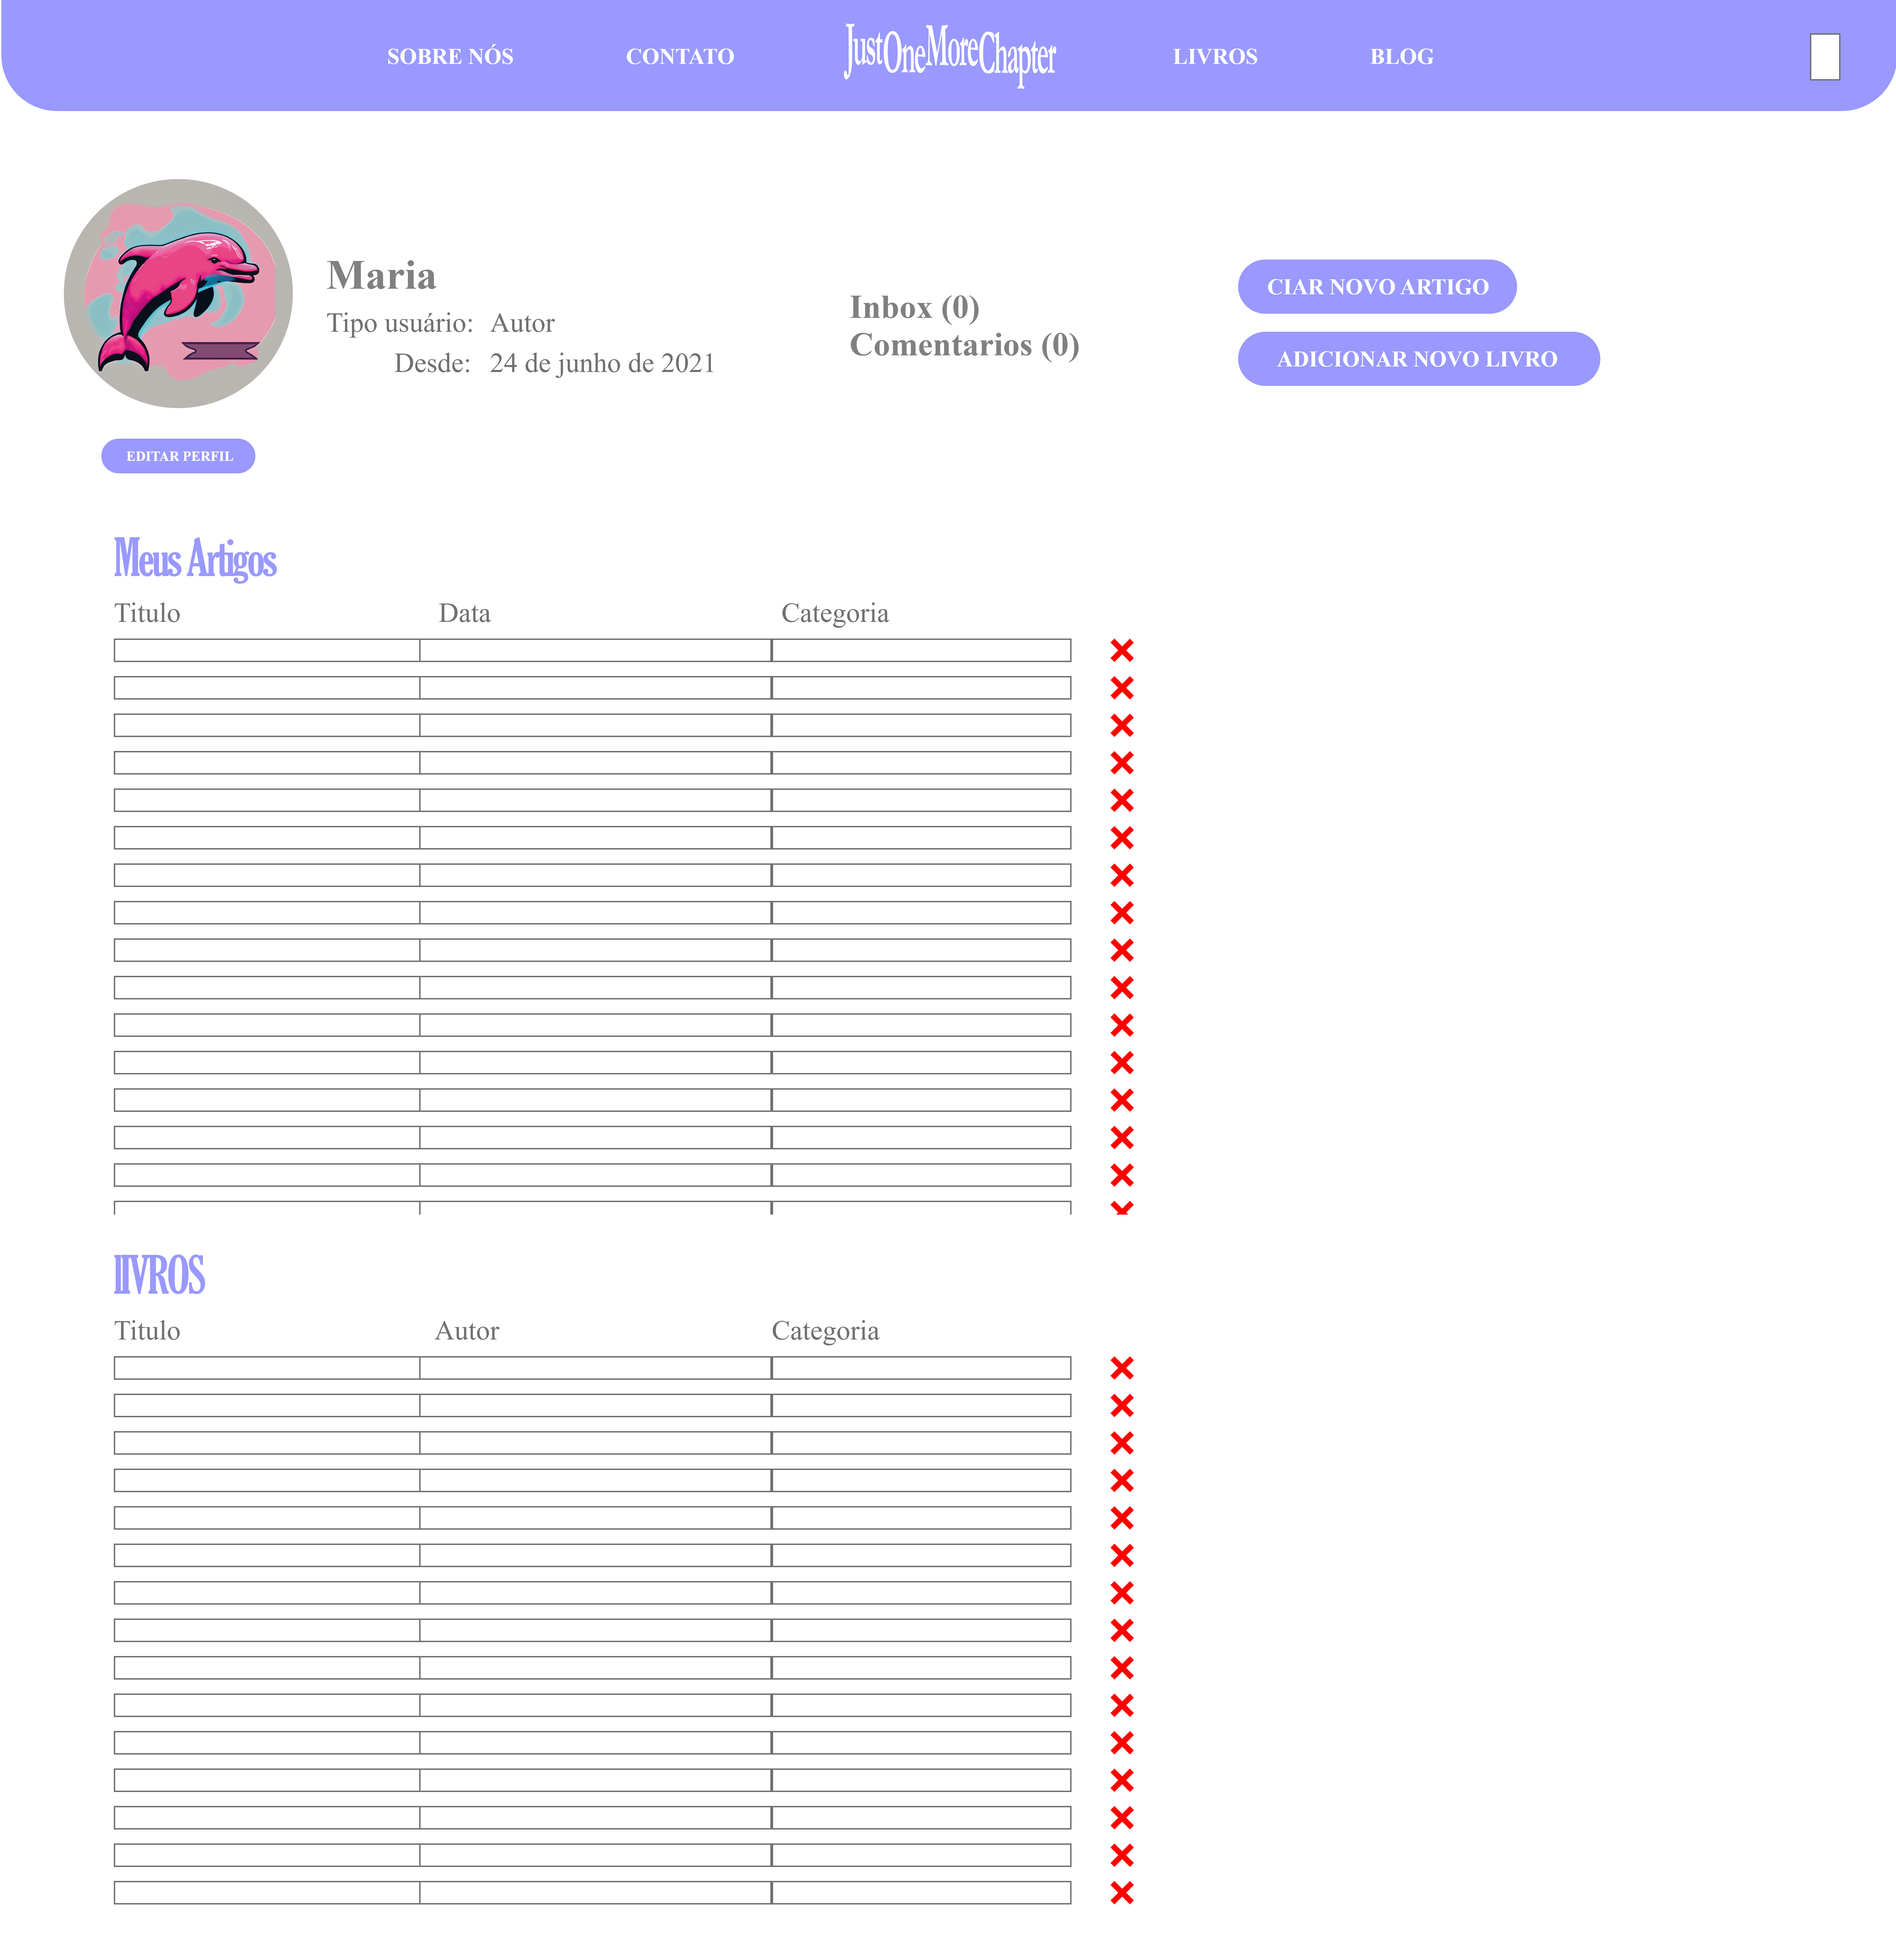 SOBRE NÓS CONTATO JustOneMoreChapter LIVROS BLOG
Maria
Tipo usuário: Autor
Desde: 24 de junho de 2021
Inbox (0)
Comentarios (0)
CIAR NOVO ARTIGO
ADICIONAR NOVO LIVRO
EDITAR PERFIL
Meus Artigos
Titulo Data Categoria
lIVROS
Titulo Autor Categoria